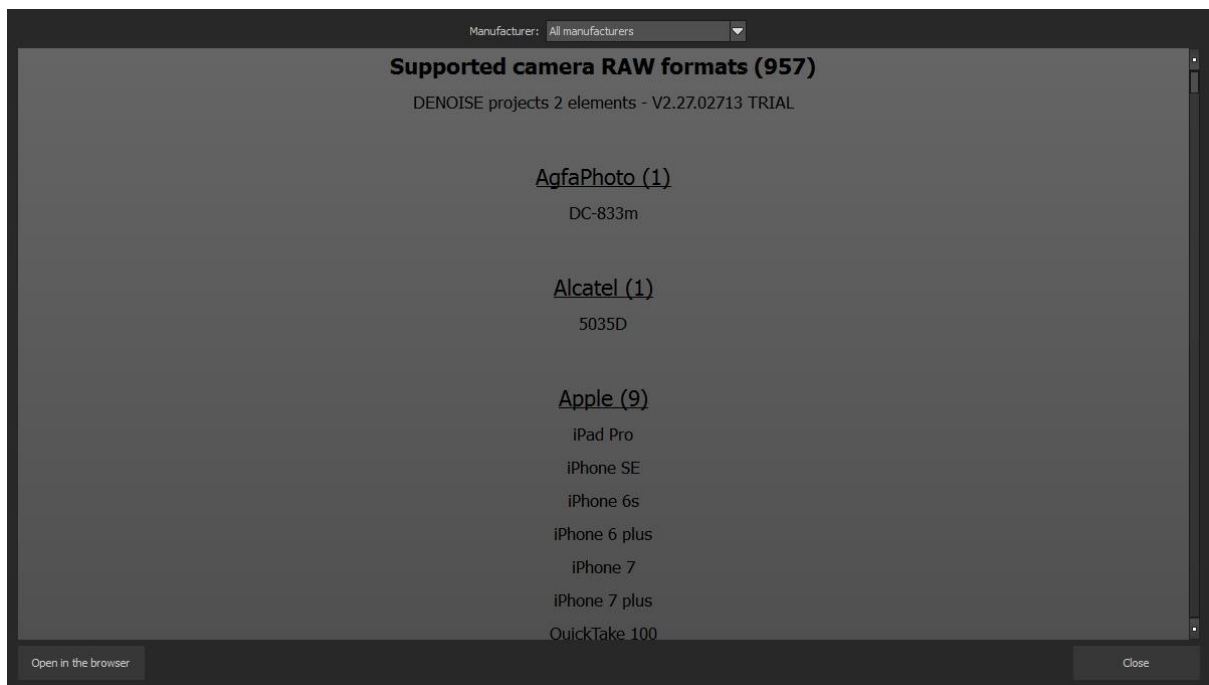 Manufacturer: All manufacturers
Supported camera RAW formats (957)
DENOISE projects 2 elements - V2.27.02713 TRIAL
AgfaPhoto (1)
DC-833m
Alcatel (1)
5035D
Apple (9)
iPad Pro
iPhone SE
iPhone 6s
iPhone 6 plus
iPhone 7
iPhone 7 plus
QuickTake 100
Open in the browser
Close